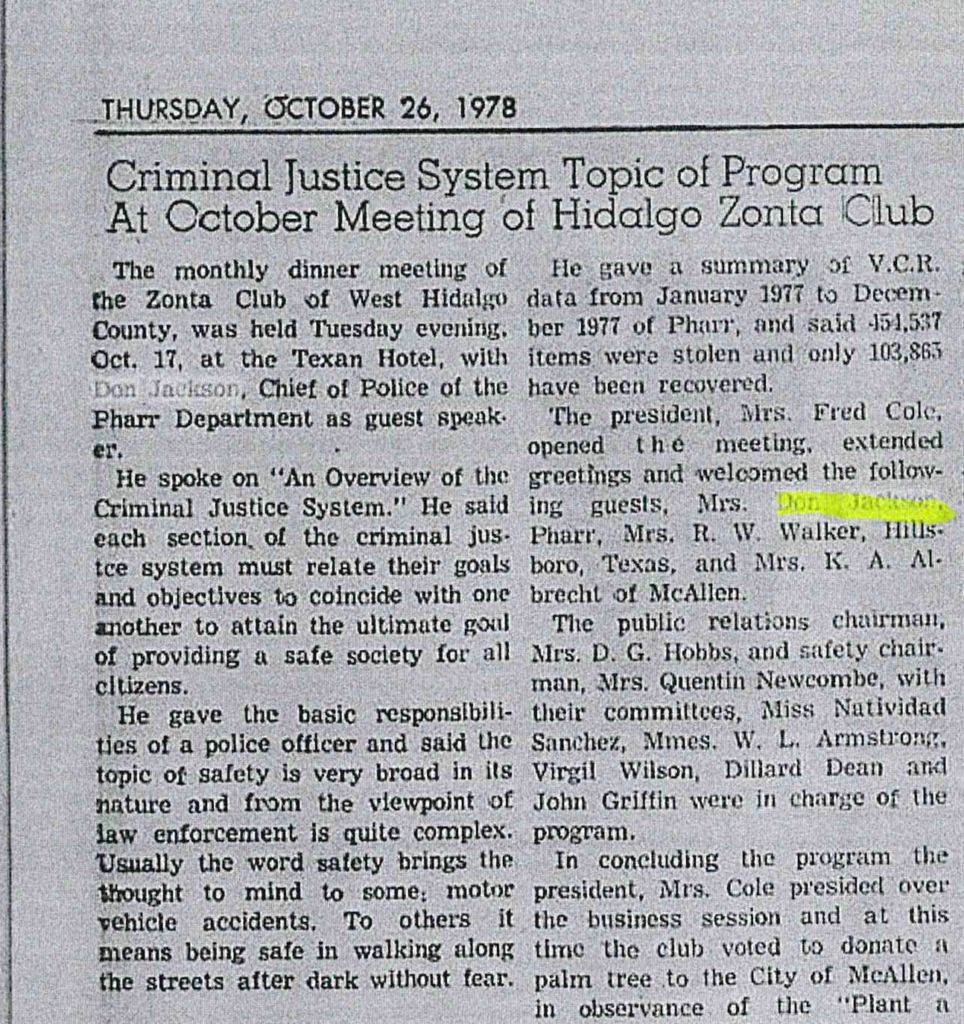 THURSDAY, OCTOBER 26, 1978
Criminal Justice System Topic of Program
At October Meeting of Hidalgo Zonta Club
The monthly dinner meeting of
the Zonta Club of West Hidalgo
County, was held Tuesday evening,
Oct. 17, at the Texan Hotel, with
Don Jackson, Chief of Police of the
Pharr Department as guest speak-
er.
He spoke on "An Overview of the
Criminal Justice System." He said
each section of the criminal jus-
tce system must relate their goals
and objectives to coincide with one
another to attain the ultimate goal
of providing a safe society for all
citizens.
He gave the basic responsibili-
ties of a police officer and said the
topic of safety is very broad in its
nature and from the viewpoint of
law enforcement is quite complex.
Usually the word safety brings the
thought to mind to some; motor
vehicle accidents. To others it
means being safe in walking along
the streets after dark without fear.
He gave a summary of V.C.R.
data from January 1977 to Decem-
ber 1977 of Pharr, and said 454,537
items were stolen and only 103,865
have been recovered.
The president, Mrs. Fred Cole,
opened the meeting, extended
greetings and welcomed the follow-
ing guests, Mrs. Don Jackson,
Pharr, Mrs. R. W. Walker, Hills-
boro, Texas, and Mrs. K. A. Al-
brecht of McAllen.
The public relations chairman,
Mrs. D. G. Hobbs, and safety chair-
man, Mrs. Quentin Newcombe, with
their committees, Miss Natividad
Sanchez, Mmes. W. L. Armstrong,
Virgil Wilson, Dillard Dean and
John Griffin were in charge of the
program.
In concluding the program the
president, Mrs. Cole presided over
the business session and at this
time the club voted to donate a
palm tree to the City of McAllen,
in observance of the "Plant a